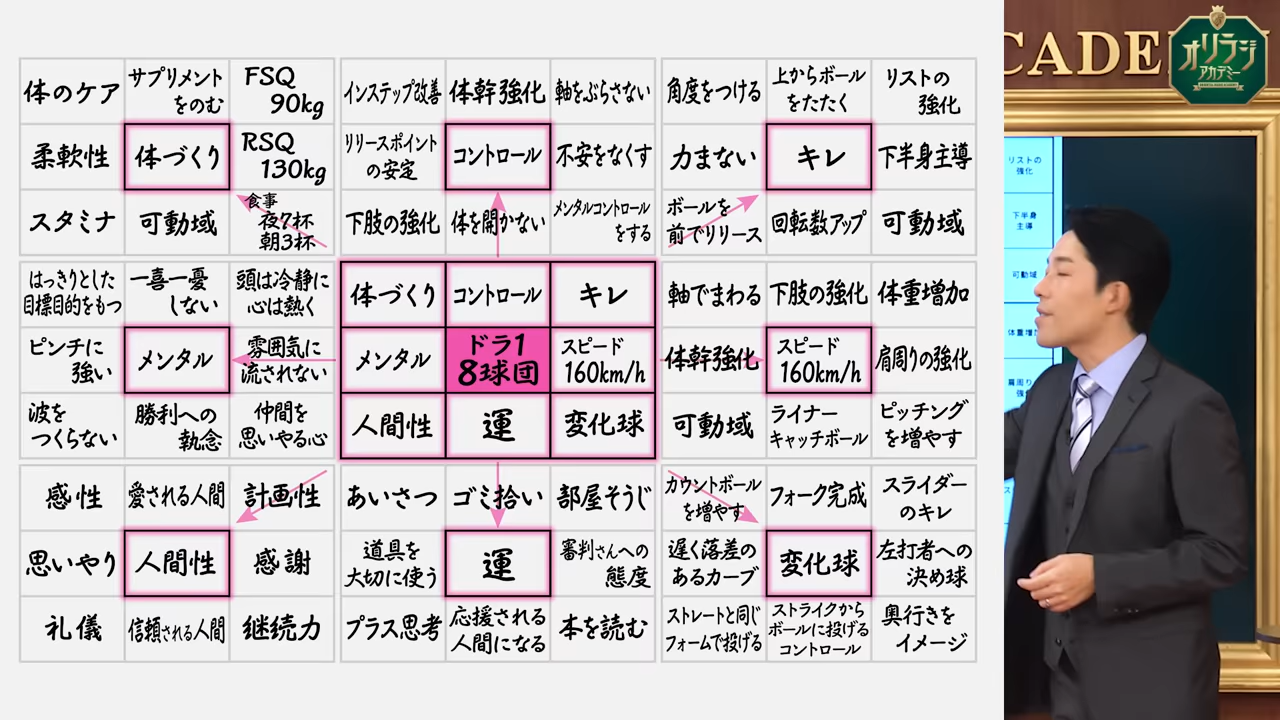 体のケア
サプリメント
をのむ
FSQ
90kg
柔軟性
体づくり
RSQ
130kg
スタミナ
可動域
食事
夜7杯
朝3杯
インステップ改善
体幹強化
軸をぶらさない
リリースポイント
の安定
コントロール
不安をなくす
下肢の強化
体を開かない
メンタルコントロール
をする
角度をつける
上からボール
をたたく
リストの
強化
力まない
キレ
下半身主導
ボールを
前でリリース
回転数アップ
可動域
はっきりとした
目標目的をもつ
一喜一憂
しない
頭は冷静に
心は熱く
ピンチに
強い
メンタル
雰囲気に
流されない
波を
つくらない
勝利への
執念
仲間を
思いやる心
体づくり
コントロール
キレ
メンタル
ドラ1
8球団
スピード
160km/h
人間性
運
変化球
軸でまわる
下肢の強化
体重増加
体幹強化
スピード
160km/h
肩周りの強化
可動域
ライナー
キャッチボール
ピッチング
を増やす
感性
愛される人間
計画性
思いやり
人間性
感謝
礼儀
信頼される人間
継続力
あいさつ
ゴミ拾い
部屋そうじ
道具を
大切に使う
運
審判さんへの
態度
プラス思考
応援される
人間になる
本を読む
カウントボール
を増やす
フォーク完成
スライダー
のキレ
遅く落差の
あるカーブ
変化球
左打者への
決め球
ストレートと同じ
フォームで投げる
ストライクから
ボールに投げる
コントロール
奥行きを
イメージ
CADE
オリラジ
アカデミー
リストの
強化
下半身
主導
可動域
体重増
肩周り
強